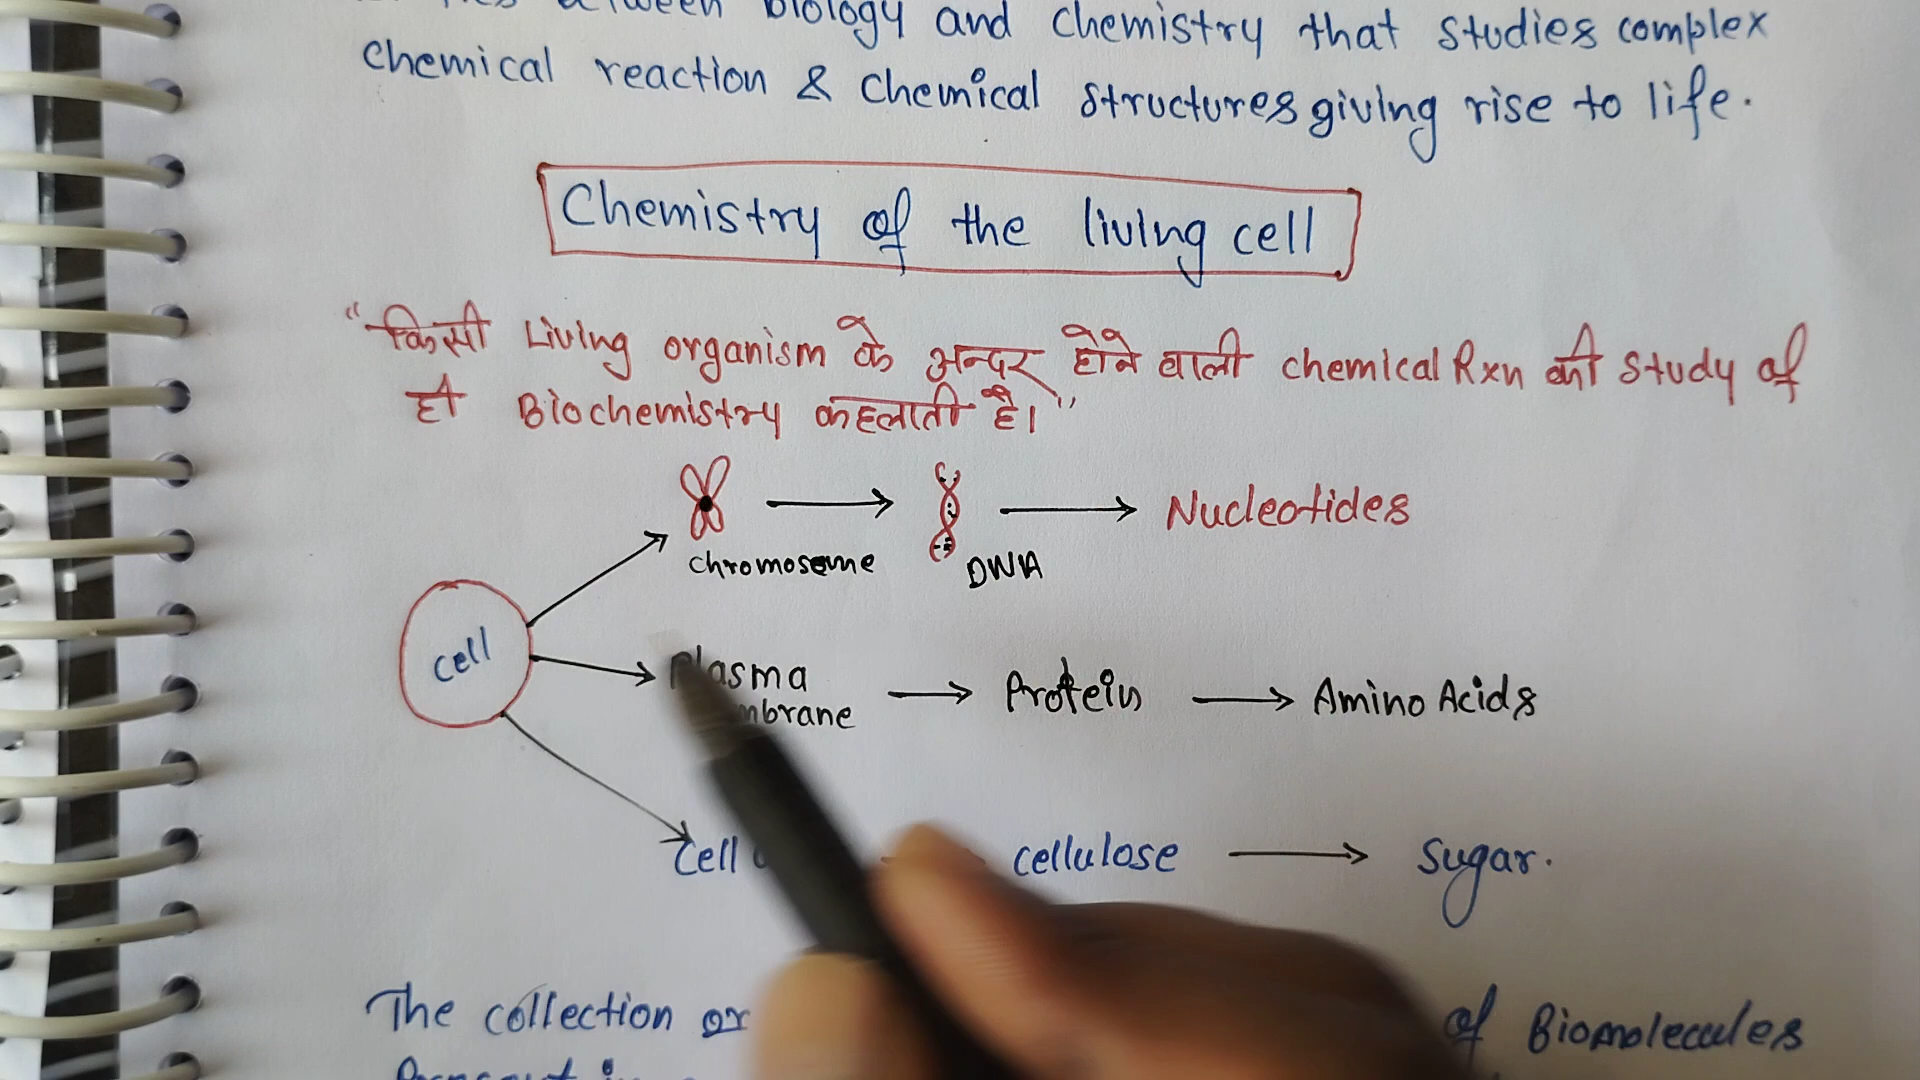 between biology and chemistry that studies complex
chemical reaction & chemical structures giving rise to life.
Chemistry of the living cell
"किसी Living organism के अन्दर होने वाली chemical Rxn की study of
ही Biochemistry कहलाती है।"
Nucleotides
chromosome
DNA
cell
Plasma
Protein
Amino Acids
Cell
cellulose
Sugar.
The collection or
of Biomolecules